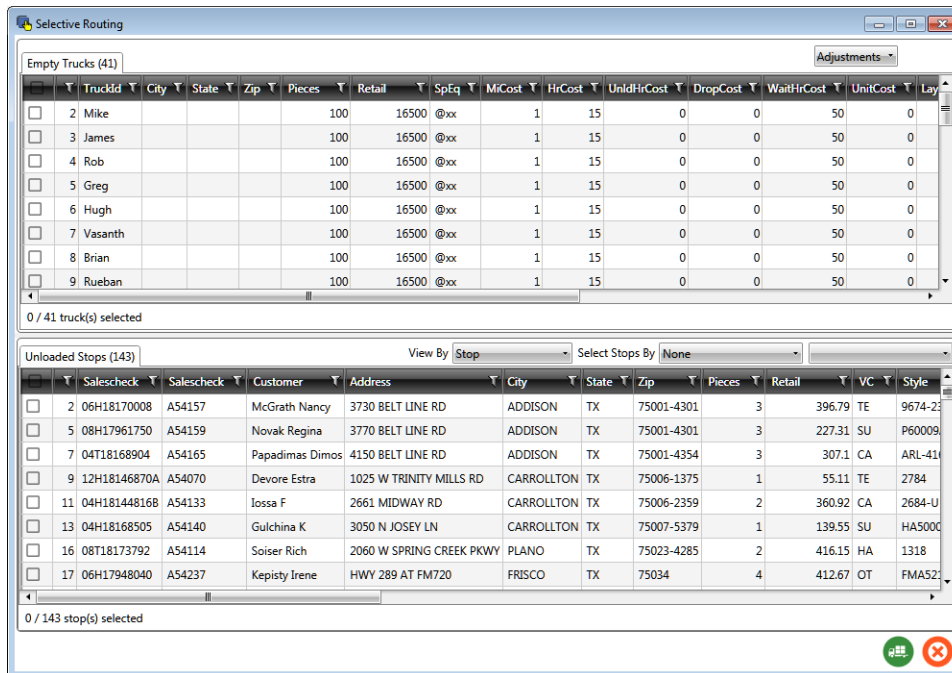 Selective Routing
Empty Trucks (41) Adjustments
TruckId City State Zip Pieces Retail SpEq MiCost HrCost UnldHrCost DropCost WaitHrCost UnitCost Lay
2 Mike 100 16500 @xx 1 15 0 0 50 0
3 James 100 16500 @xx 1 15 0 0 50 0
4 Rob 100 16500 @xx 1 15 0 0 50 0
5 Greg 100 16500 @xx 1 15 0 0 50 0
6 Hugh 100 16500 @xx 1 15 0 0 50 0
7 Vasanth 100 16500 @xx 1 15 0 0 50 0
8 Brian 100 16500 @xx 1 15 0 0 50 0
9 Rueban 100 16500 @xx 1 15 0 0 50 0
0 / 41 truck(s) selected
Unloaded Stops (143) View By Stop Select Stops By None
Salescheck Salescheck Customer Address City State Zip Pieces Retail VC Style
2 06H18170008 A54157 McGrath Nancy 3730 BELT LINE RD ADDISON TX 75001-4301 3 396.79 TE 9674-23
5 08H17961750 A54159 Novak Regina 3770 BELT LINE RD ADDISON TX 75001-4301 3 227.31 SU P60009
7 04T18168904 A54165 Papadimas Dimos 4150 BELT LINE RD ADDISON TX 75001-4354 3 307.1 CA ARL-41
9 12H18146870A A54070 Devore Estra 1025 W TRINITY MILLS RD CARROLLTON TX 75006-1375 1 55.11 TE 2784
11 04H18144816B A54133 Iossa F 2661 MIDWAY RD CARROLLTON TX 75006-2359 2 360.92 CA 2684-U
13 04H18168505 A54140 Gulchina K 3050 N JOSEY LN CARROLLTON TX 75007-5379 1 139.55 SU HA5000
16 08T18173792 A54114 Soiser Rich 2060 W SPRING CREEK PKWY PLANO TX 75023-4285 2 416.15 HA 1318
17 06H17948040 A54237 Kepisty Irene HWY 289 AT FM720 FRISCO TX 75034 4 412.67 OT FMA521
0 / 143 stop(s) selected